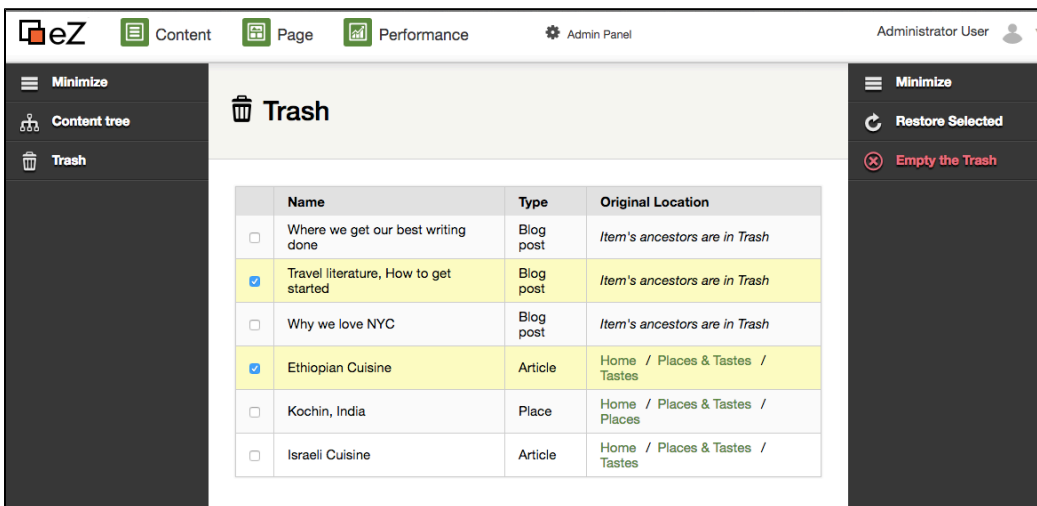 eZ Content Page Performance Admin Panel Administrator User
Minimize
Content tree
Trash
Trash
Minimize
Restore Selected
Empty the Trash
Name Type Original Location
Where we get our best writing
done
Blog
post
Item's ancestors are in Trash
Travel literature, How to get
started
Blog
post
Item's ancestors are in Trash
Why we love NYC
Blog
post
Item's ancestors are in Trash
Ethiopian Cuisine
Article
Home / Places & Tastes /
Tastes
Kochin, India
Place
Home / Places & Tastes /
Places
Israeli Cuisine
Article
Home / Places & Tastes /
Tastes